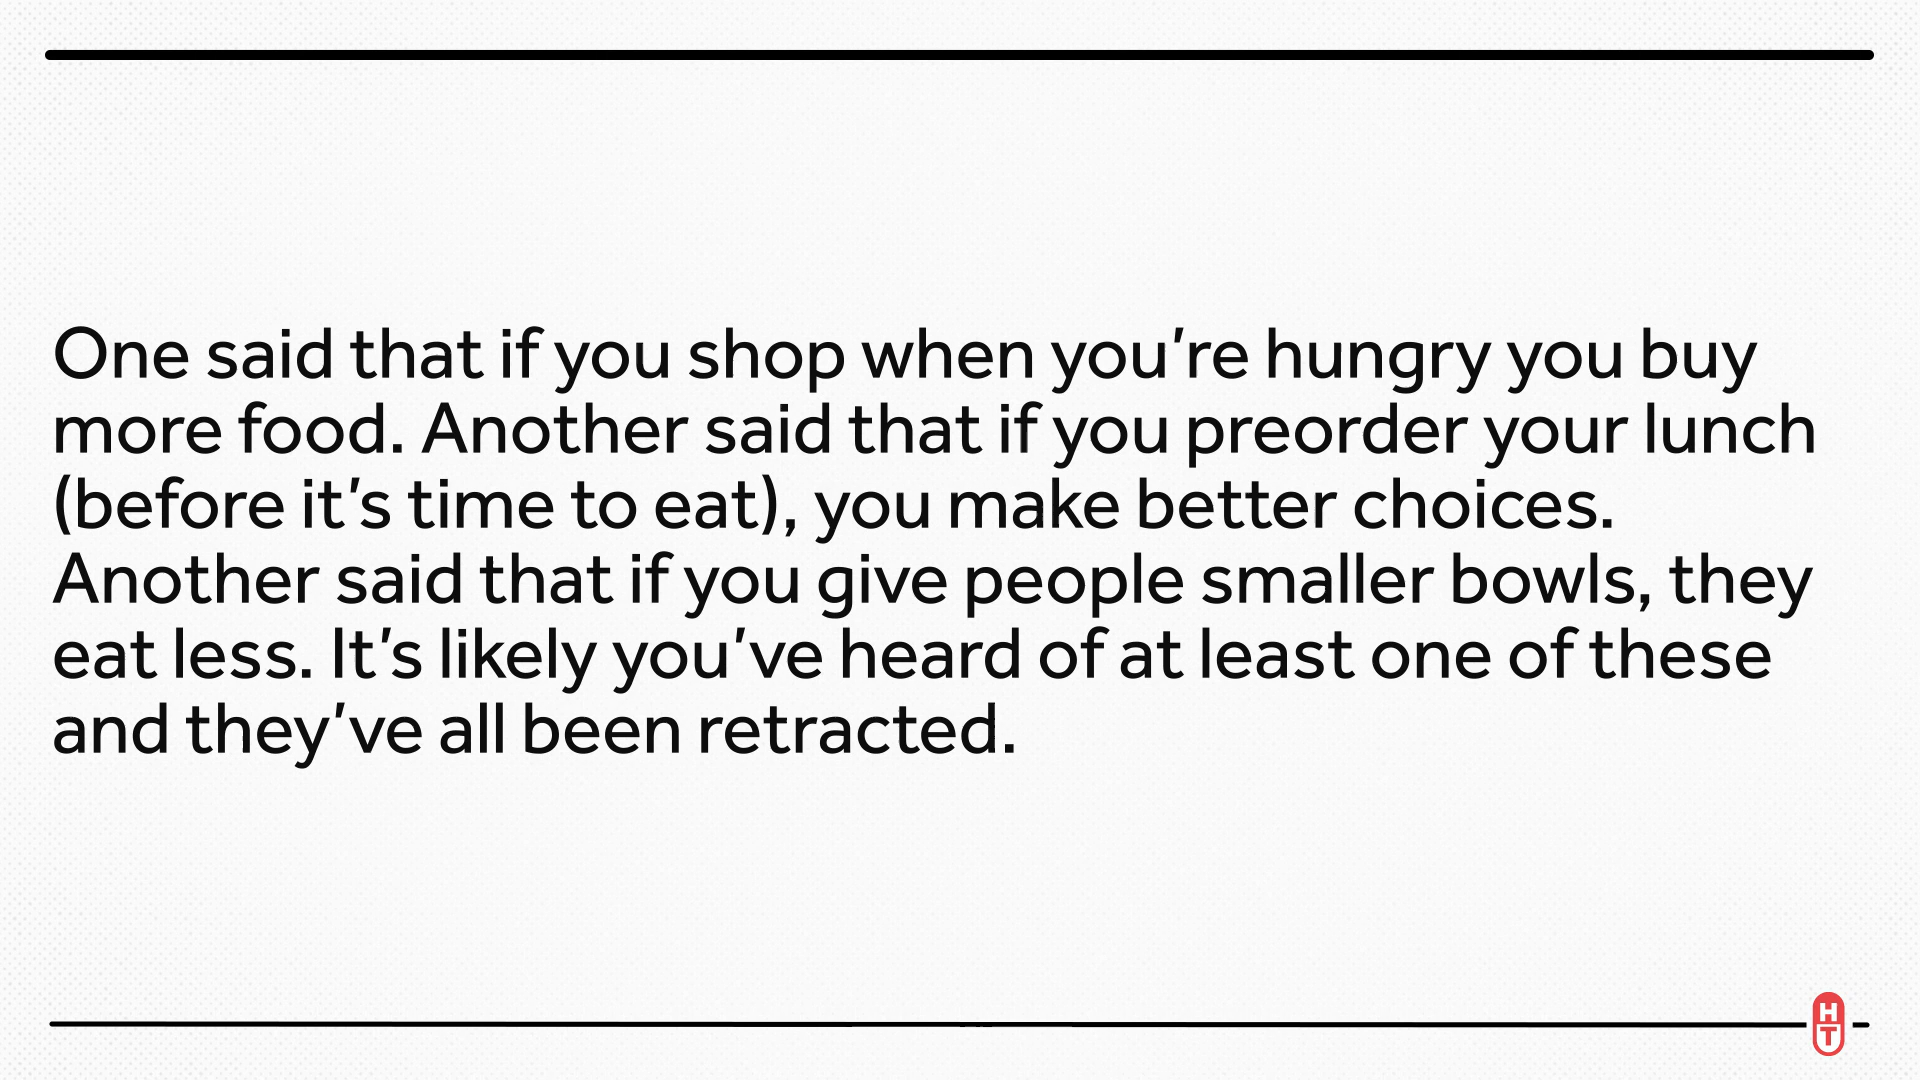 One said that if you shop when you’re hungry you buy
more food. Another said that if you preorder your lunch
(before it’s time to eat), you make better choices.
Another said that if you give people smaller bowls, they
eat less. It’s likely you’ve heard of at least one of these
and they’ve all been retracted.
H
T